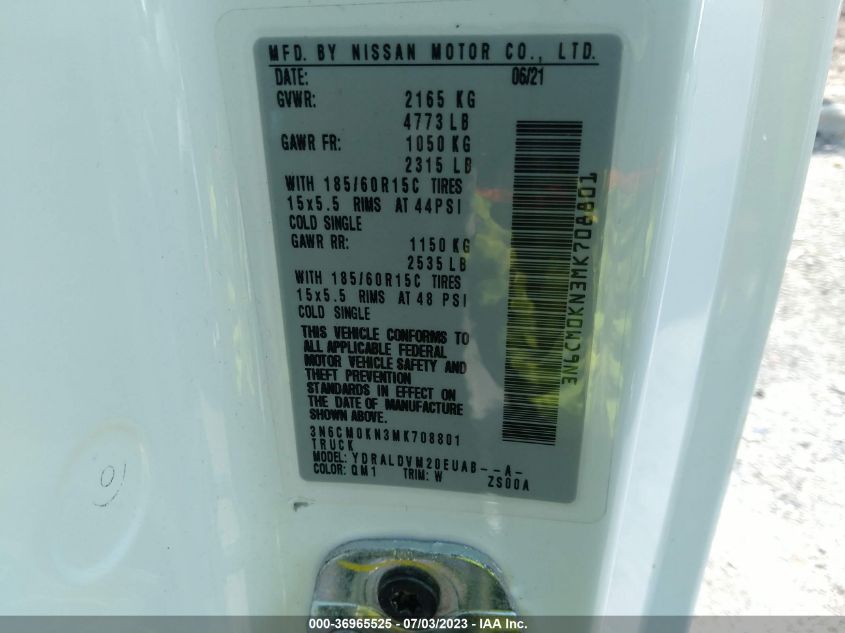 MFD. BY NISSAN MOTOR CO., LTD.
DATE: 06/21
GVWR: 2165 KG
4773 LB
GAWR FR: 1050 KG
2315 LB
WITH 185/60R15C TIRES
15x5.5 RIMS AT 44PSI
COLD SINGLE
GAWR RR: 1150 KG
2535 LB
WITH 185/60R15C TIRES
15x5.5 RIMS AT 48 PSI
COLD SINGLE
THIS VEHICLE CONFORMS TO
ALL APPLICABLE FEDERAL
MOTOR VEHICLE SAFETY AND
THEFT PREVENTION
STANDARDS IN EFFECT ON
THE DATE OF MANUFACTURE
SHOWN ABOVE.
3N6CM0KN3MK708801
TRUCK
MODEL: YDRALDVM20EUAB--A-
COLOR: QM1 TRIM: W ZS00A
3N6CM0KN3MK708801
000-36965525 - 07/03/2023 - IAA Inc.